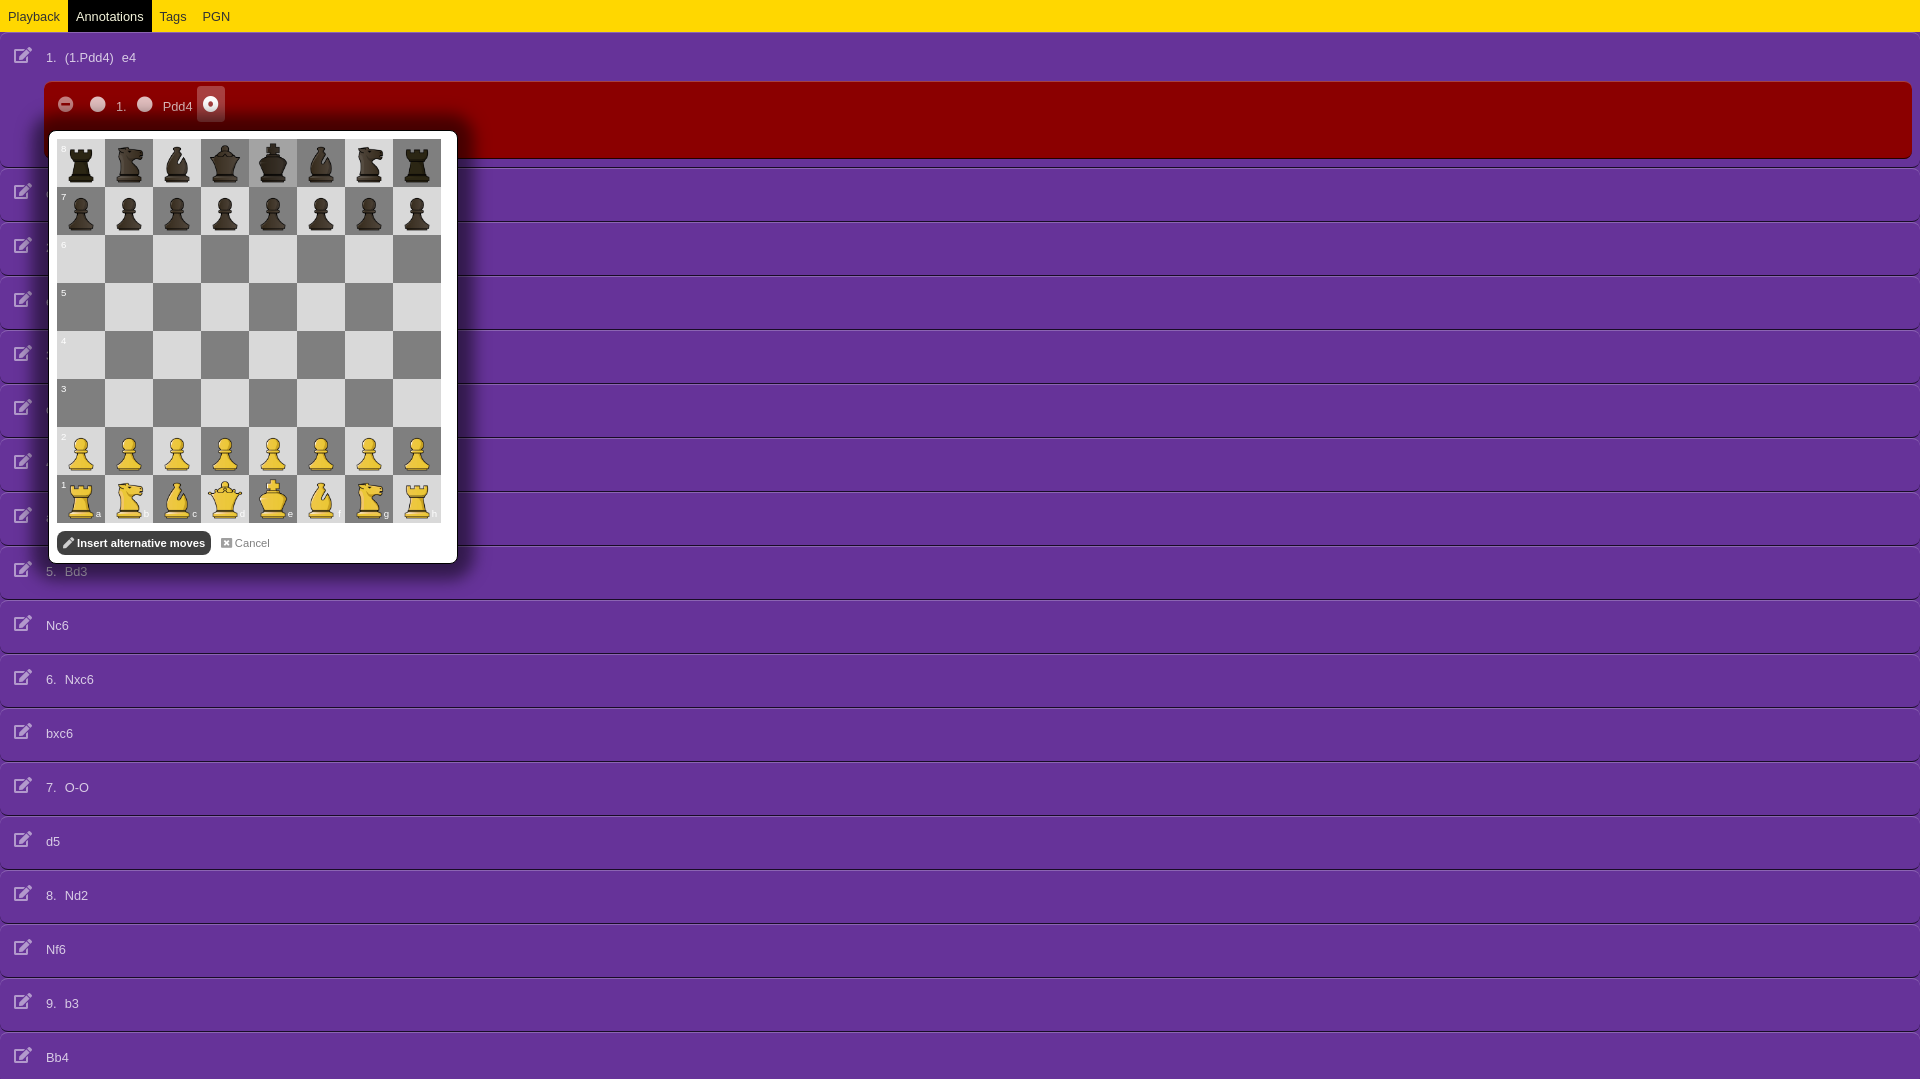 Playback Annotations Tags PGN
1. (1.Pdd4) e4
1. Pdd4
8
7
6
5
4
3
2
1
a b c d e f g h
Insert alternative moves Cancel
5. Bd3
Nc6
6. Nxc6
bxc6
7. O-O
d5
8. Nd2
Nf6
9. b3
Bb4